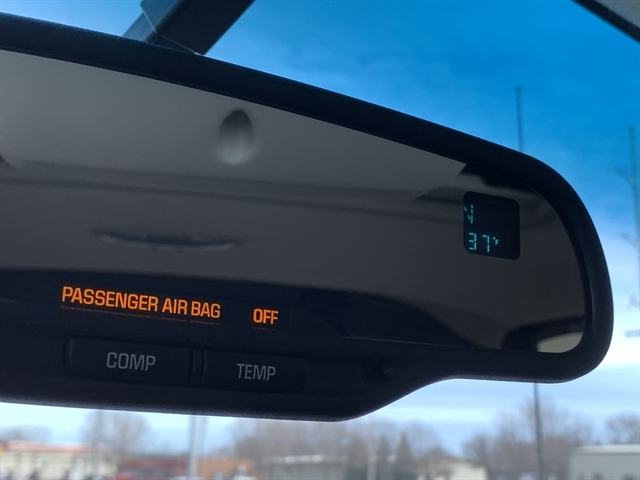 N
37°F
PASSENGER AIR BAG OFF
COMP TEMP